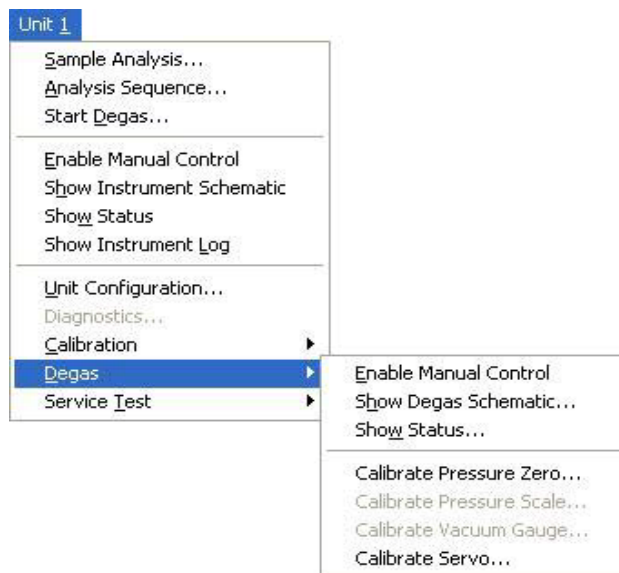 Unit 1
Sample Analysis...
Analysis Sequence...
Start Degas...
Enable Manual Control
Show Instrument Schematic
Show Status
Show Instrument Log
Unit Configuration...
Diagnostics...
Calibration
Degas
Service Test
Enable Manual Control
Show Degas Schematic...
Show Status...
Calibrate Pressure Zero...
Calibrate Pressure Scale...
Calibrate Vacuum Gauge...
Calibrate Servo...